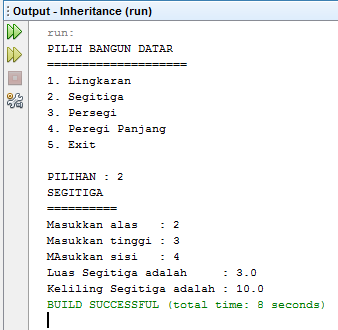 Output - Inheritance (run)
run:
PILIH BANGUN DATAR
====================
1. Lingkaran
2. Segitiga
3. Persegi
4. Peregi Panjang
5. Exit
PILIHAN : 2
SEGITIGA
==========
Masukkan alas   : 2
Masukkan tinggi : 3
MAsukkan sisi   : 4
Luas Segitiga adalah     : 3.0
Keliling Segitiga adalah : 10.0
BUILD SUCCESSFUL (total time: 8 seconds)